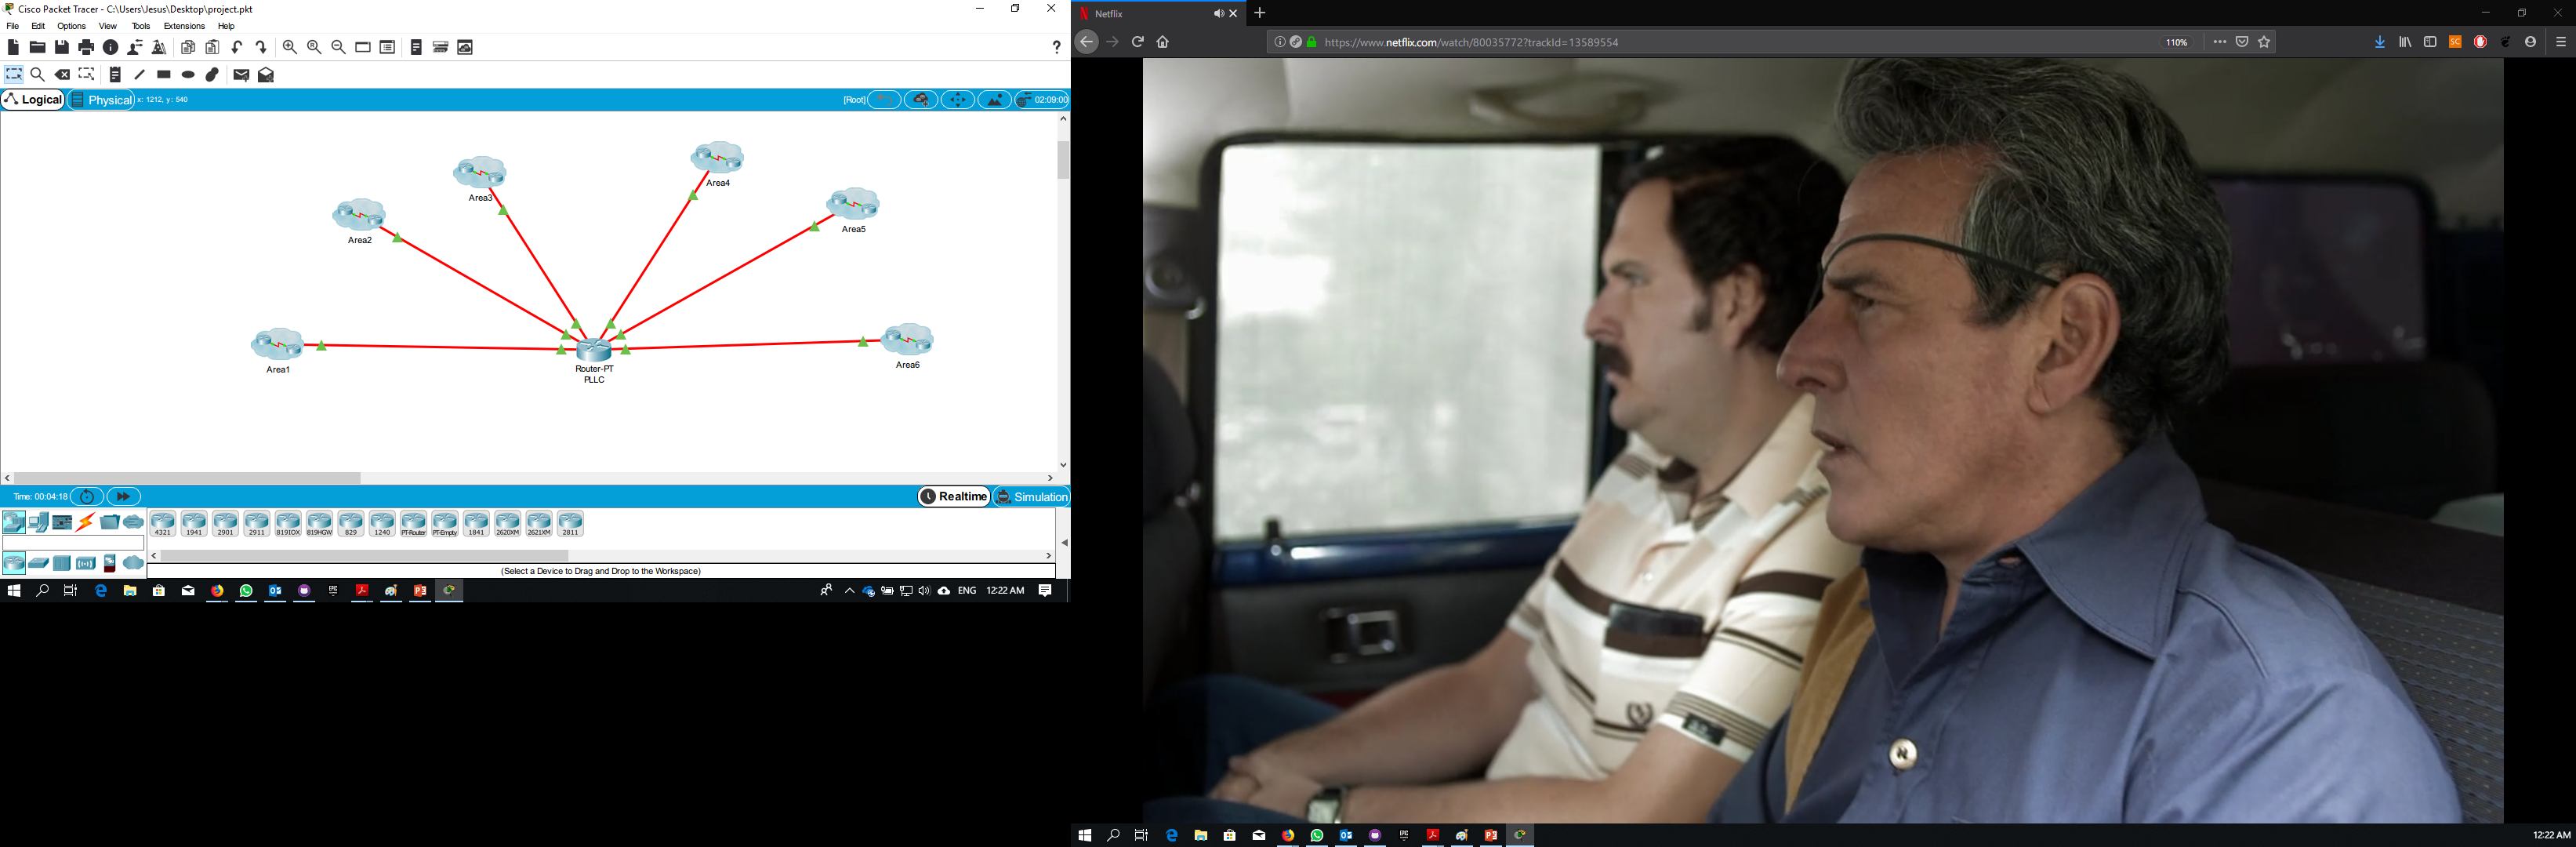 Cisco Packet Tracer - C:\Users\Jesus\Desktop\project.pkt
File Edit Options View Tools Extensions Help
Logical Physical x: 1212, y: 540 [Root] 02:09:00
Area4
Area3
Area5
Area2
Area1
Router-PT
PLLC
Area6
Time: 00:04:18 Realtime Simulation
4321 1941 2901 2911 819IOX 819HGW 829 1240 PT-Router PT-Empty 1841 2620XM 2621XM 2811
(Select a Device to Drag and Drop to the Workspace)
ENG 12:22 AM
Netflix
https://www.netflix.com/watch/80035772?trackId=13589554 110%
12:22 AM